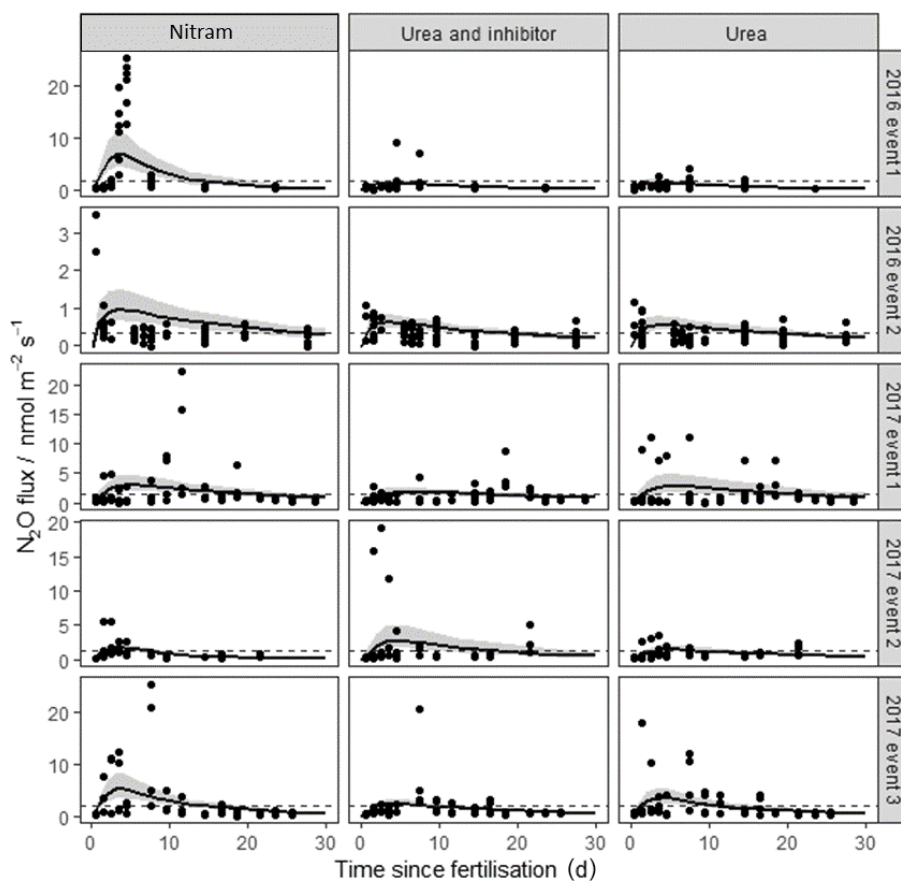 Nitram Urea and inhibitor Urea
20
10
0
2016 event 1
3
2
1
0
2016 event 2
20
15
10
5
0
2017 event 1
20
15
10
5
0
2017 event 2
20
10
0
2017 event 3
N₂O flux / nmol m⁻² s⁻¹
0 10 20 30 0 10 20 30 0 10 20 30
Time since fertilisation (d)